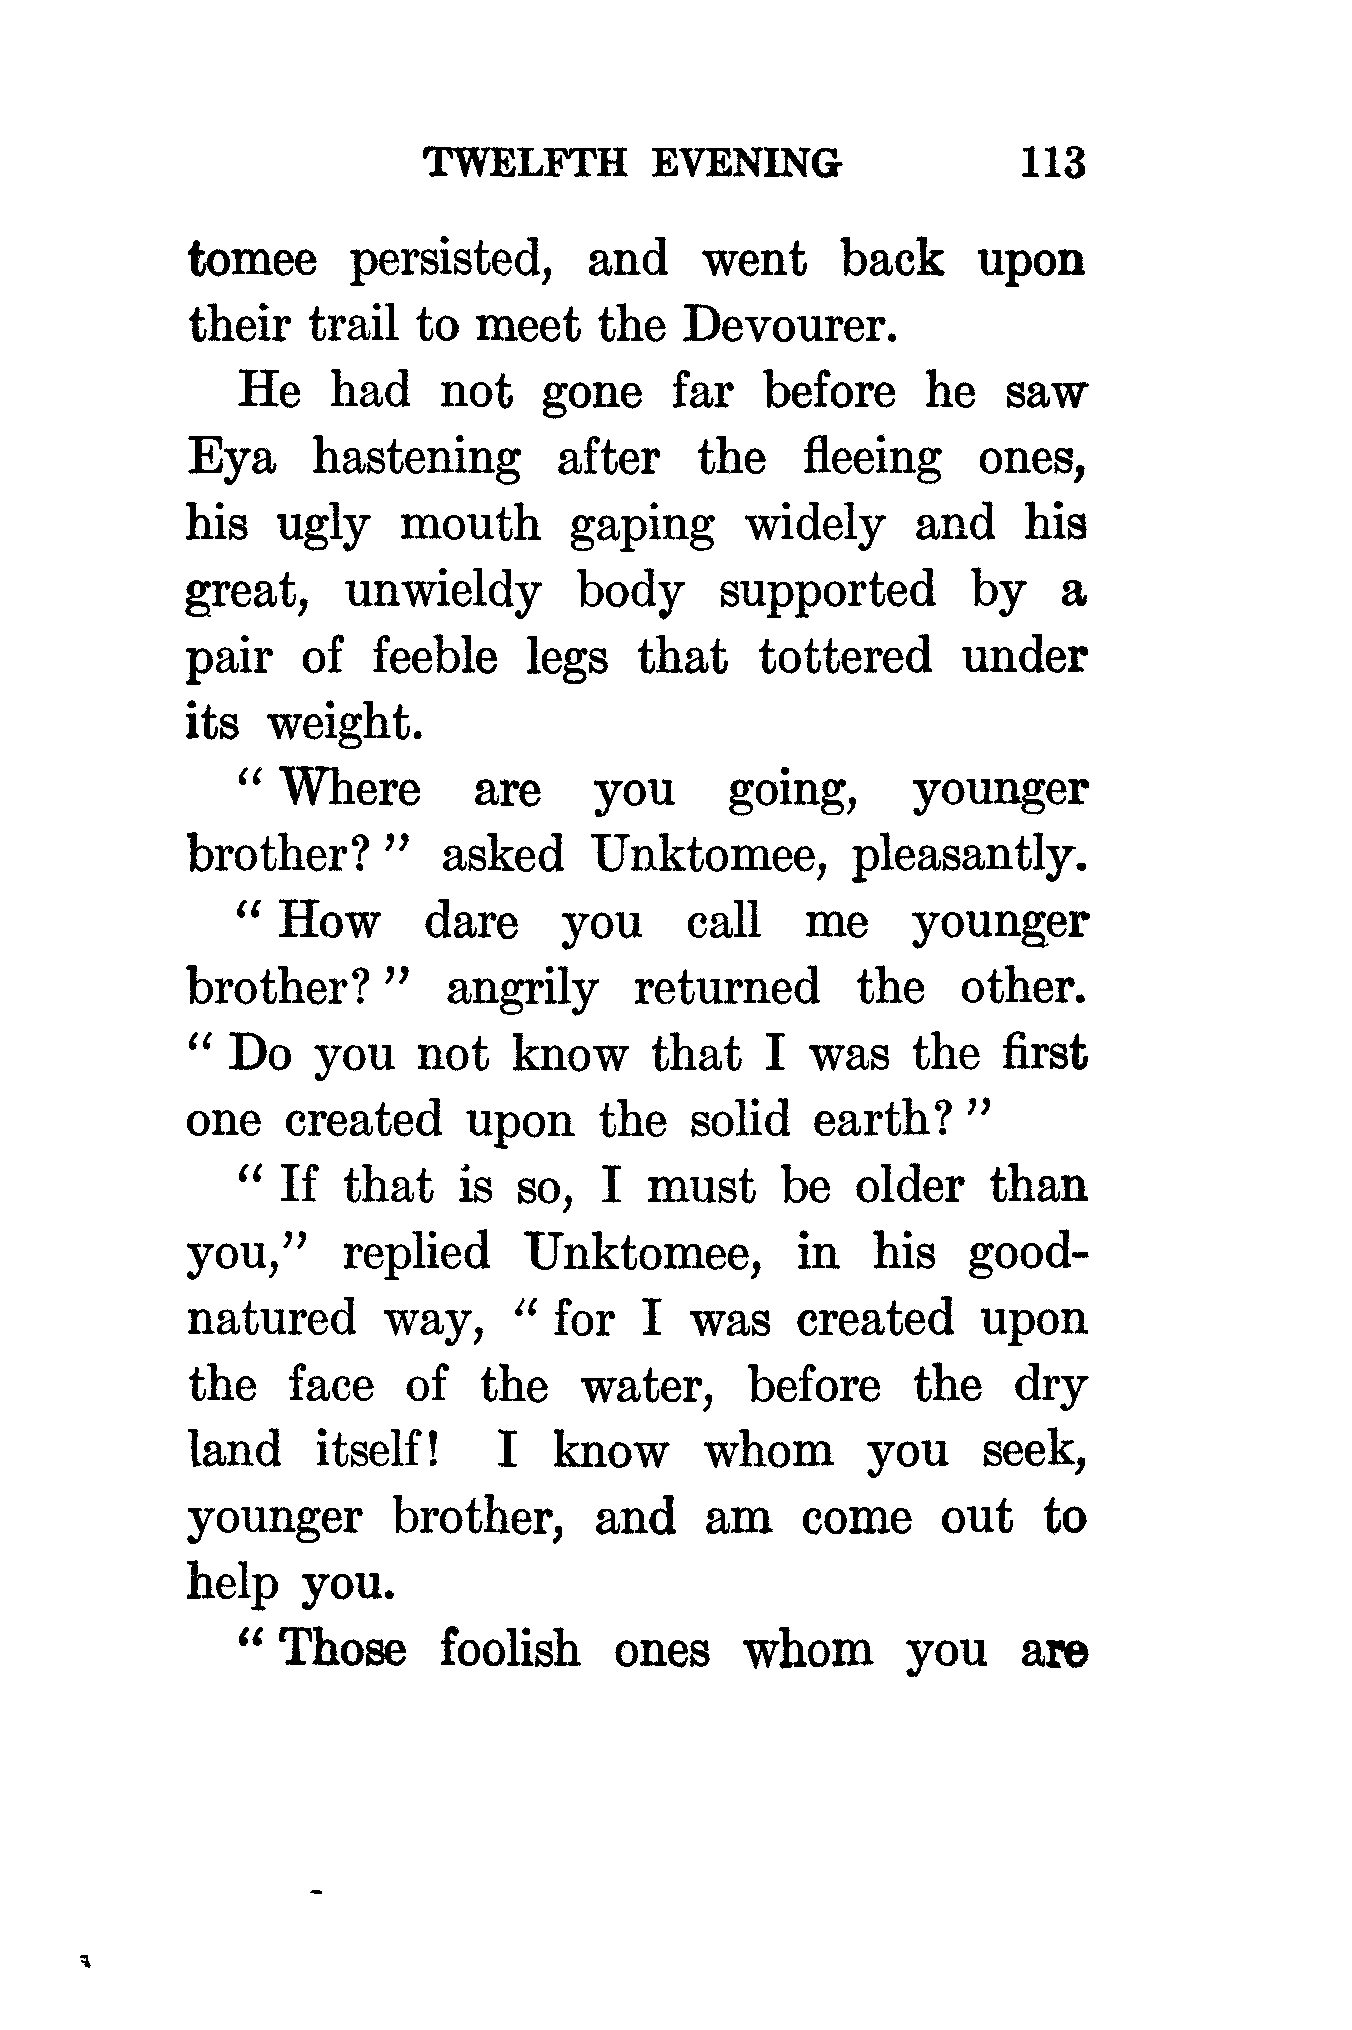 TWELFTH EVENING 113
tomee persisted, and went back upon
their trail to meet the Devourer.
He had not gone far before he saw
Eya hastening after the fleeing ones,
his ugly mouth gaping widely and his
great, unwieldy body supported by a
pair of feeble legs that tottered under
its weight.
“ Where are you going, younger
brother? ” asked Unktomee, pleasantly.
“ How dare you call me younger
brother? ” angrily returned the other.
“ Do you not know that I was the first
one created upon the solid earth? ”
“ If that is so, I must be older than
you,” replied Unktomee, in his good-
natured way, “ for I was created upon
the face of the water, before the dry
land itself! I know whom you seek,
younger brother, and am come out to
help you.
“ Those foolish ones whom you are